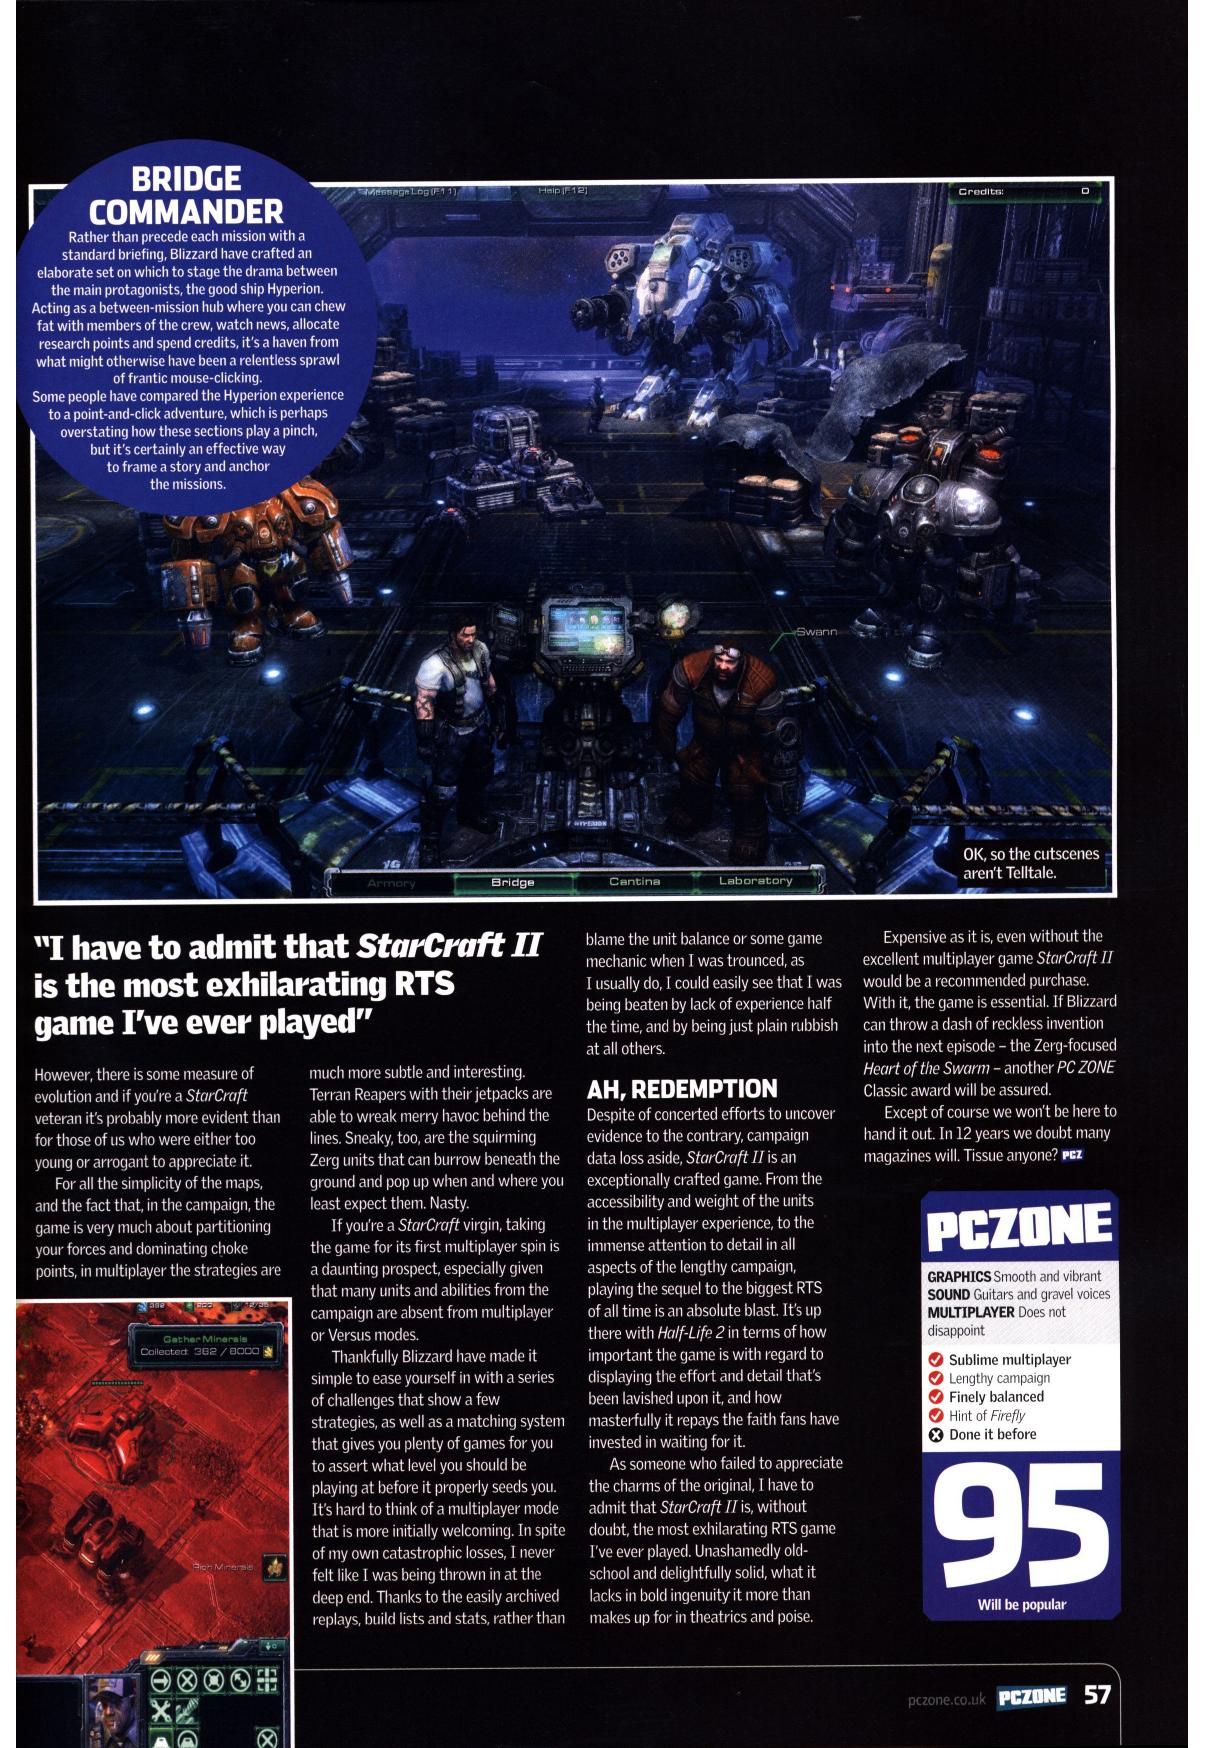 BRIDGE
COMMANDER
Rather than precede each mission with a
standard briefing, Blizzard have crafted an
elaborate set on which to stage the drama between
the main protagonists, the good ship Hyperion.
Acting as a between-mission hub where you can chew
fat with members of the crew, watch news, allocate
research points and spend credits, it's a haven from
what might otherwise have been a relentless sprawl
of frantic mouse-clicking.
Some people have compared the Hyperion experience
to a point-and-click adventure, which is perhaps
overstating how these sections play a pinch,
but it's certainly an effective way
to frame a story and anchor
the missions.
Message Log (F11)
Help (F12)
Credits: 0
Swann
HYPERION
Armory
Bridge
Cantina
Laboratory
OK, so the cutscenes
aren't Telltale.
"I have to admit that StarCraft II
is the most exhilarating RTS
game I've ever played"
However, there is some measure of
evolution and if you're a StarCraft
veteran it's probably more evident than
for those of us who were either too
young or arrogant to appreciate it.
For all the simplicity of the maps,
and the fact that, in the campaign, the
game is very much about partitioning
your forces and dominating choke
points, in multiplayer the strategies are
much more subtle and interesting.
Terran Reapers with their jetpacks are
able to wreak merry havoc behind the
lines. Sneaky, too, are the squirming
Zerg units that can burrow beneath the
ground and pop up when and where you
least expect them. Nasty.
If you're a StarCraft virgin, taking
the game for its first multiplayer spin is
a daunting prospect, especially given
that many units and abilities from the
campaign are absent from multiplayer
or Versus modes.
Thankfully Blizzard have made it
simple to ease yourself in with a series
of challenges that show a few
strategies, as well as a matching system
that gives you plenty of games for you
to assert what level you should be
playing at before it properly seeds you.
It's hard to think of a multiplayer mode
that is more initially welcoming. In spite
of my own catastrophic losses, I never
felt like I was being thrown in at the
deep end. Thanks to the easily archived
replays, build lists and stats, rather than
blame the unit balance or some game
mechanic when I was trounced, as
I usually do, I could easily see that I was
being beaten by lack of experience half
the time, and by being just plain rubbish
at all others.
AH, REDEMPTION
Despite of concerted efforts to uncover
evidence to the contrary, campaign
data loss aside, StarCraft II is an
exceptionally crafted game. From the
accessibility and weight of the units
in the multiplayer experience, to the
immense attention to detail in all
aspects of the lengthy campaign,
playing the sequel to the biggest RTS
of all time is an absolute blast. It's up
there with Half-Life 2 in terms of how
important the game is with regard to
displaying the effort and detail that's
been lavished upon it, and how
masterfully it repays the faith fans have
invested in waiting for it.
As someone who failed to appreciate
the charms of the original, I have to
admit that StarCraft II is, without
doubt, the most exhilarating RTS game
I've ever played. Unashamedly old-
school and delightfully solid, what it
lacks in bold ingenuity it more than
makes up for in theatrics and poise.
Expensive as it is, even without the
excellent multiplayer game StarCraft II
would be a recommended purchase.
With it, the game is essential. If Blizzard
can throw a dash of reckless invention
into the next episode – the Zerg-focused
Heart of the Swarm – another PC ZONE
Classic award will be assured.
Except of course we won't be here to
hand it out. In 12 years we doubt many
magazines will. Tissue anyone? PCZ
PCZONE
GRAPHICS Smooth and vibrant
SOUND Guitars and gravel voices
MULTIPLAYER Does not
disappoint
Sublime multiplayer
Lengthy campaign
Finely balanced
Hint of Firefly
Done it before
95
Will be popular
Gather Minerals
Collected: 382 / 8000
Rich Minerals
pczone.co.uk PCZONE 57